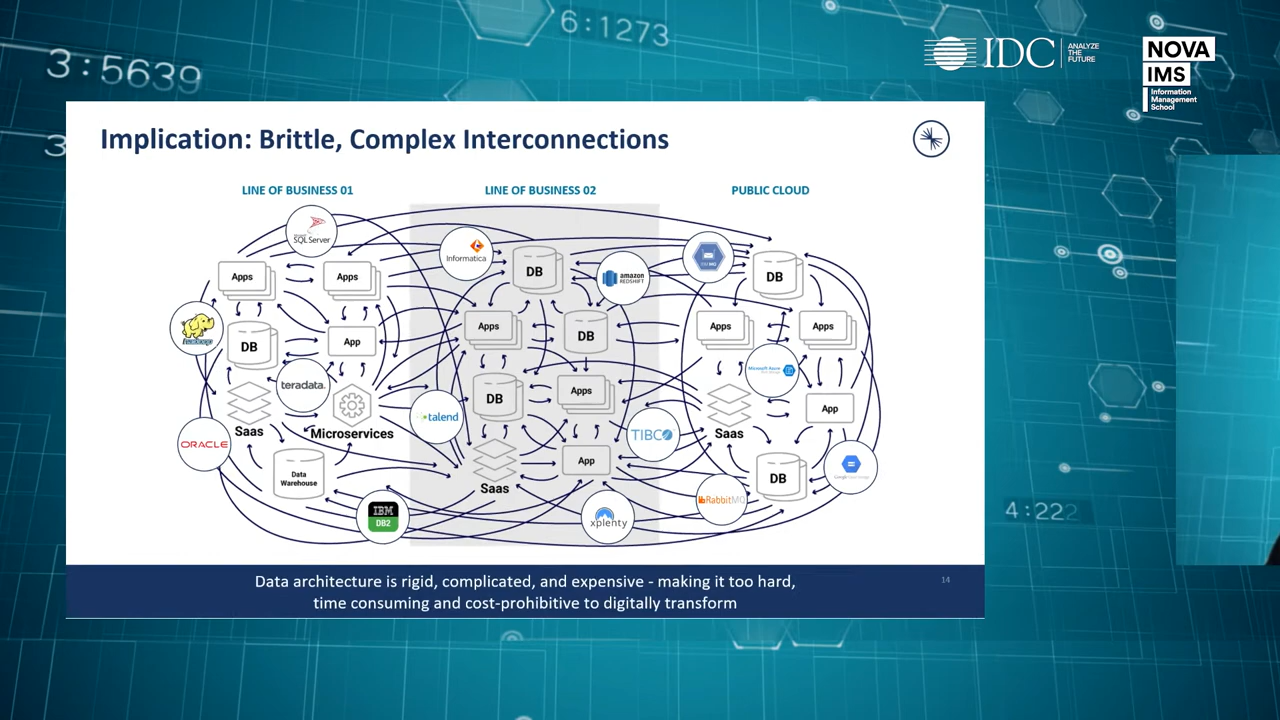 6:1273
3:5639
3
IDC
ANALYZE
THE
FUTURE
NOVA
IMS
Information
Management
School
Implication: Brittle, Complex Interconnections
LINE OF BUSINESS 01
LINE OF BUSINESS 02
PUBLIC CLOUD
SQL Server
Informatica
amazon
REDSHIFT
DB
DB
Apps
Apps
Apps
DB
Apps
Apps
DB
App
teradata.
Microsoft Azure
DB
Apps
talend
App
Saas
Microservices
Saas
TIBCO
ORACLE
App
Data
Warehouse
Saas
DB
RabbitMQ
IBM
DB2
xplenty
4:222
Data architecture is rigid, complicated, and expensive - making it too hard,
time consuming and cost-prohibitive to digitally transform
14